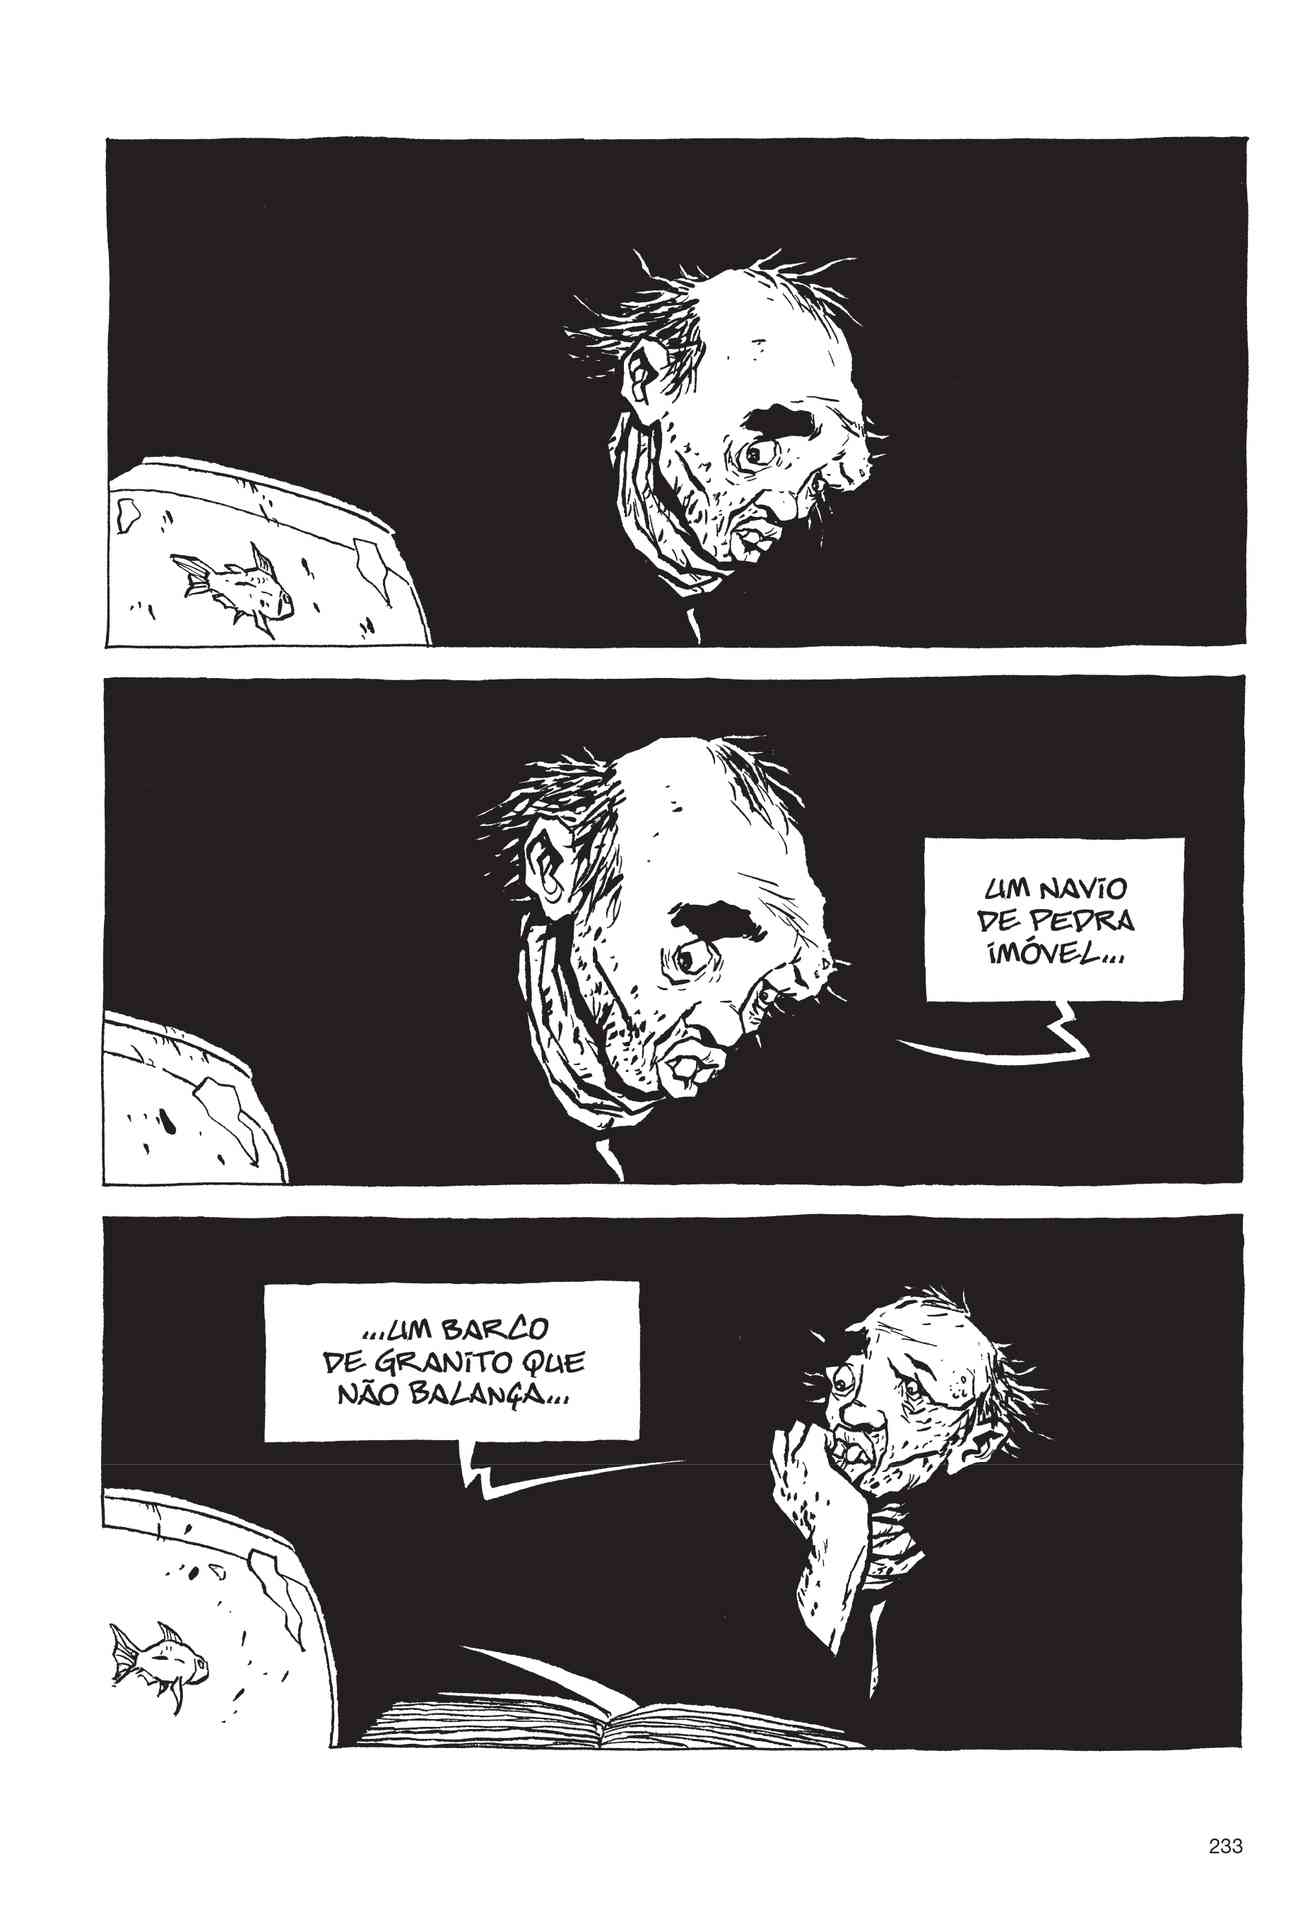 UM NAVIO
DE PEDRA
IMÓVEL...
...UM BARCO
DE GRANITO QUE
NÃO BALANÇA...
233